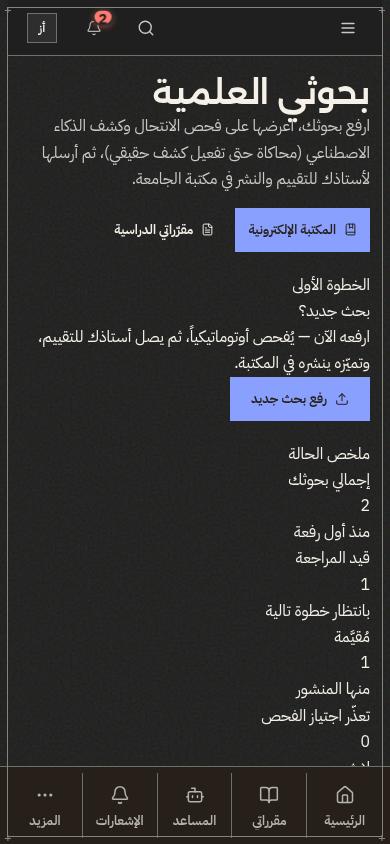 أز
2
بحوثي العلمية
ارفع بحوثك، اعرضها على فحص الانتحال وكشف الذكاء
الاصطناعي (محاكاة حتى تفعيل كشف حقيقي)، ثم أرسلها
لأستاذك للتقييم والنشر في مكتبة الجامعة.
المكتبة الإلكترونية
مقرّراتي الدراسية
الخطوة الأولى
بحث جديد؟
ارفعه الآن — يُفحص أوتوماتيكياً، ثم يصل أستاذك للتقييم،
وتميّزه ينشره في المكتبة.
رفع بحث جديد
ملخص الحالة
إجمالي بحوثك
2
منذ أول رفعة
قيد المراجعة
1
بانتظار خطوة تالية
مُقيَّمة
1
منها المنشور
تعذّر اجتياز الفحص
0
الرئيسية
مقرراتي
المساعد
الإشعارات
المزيد